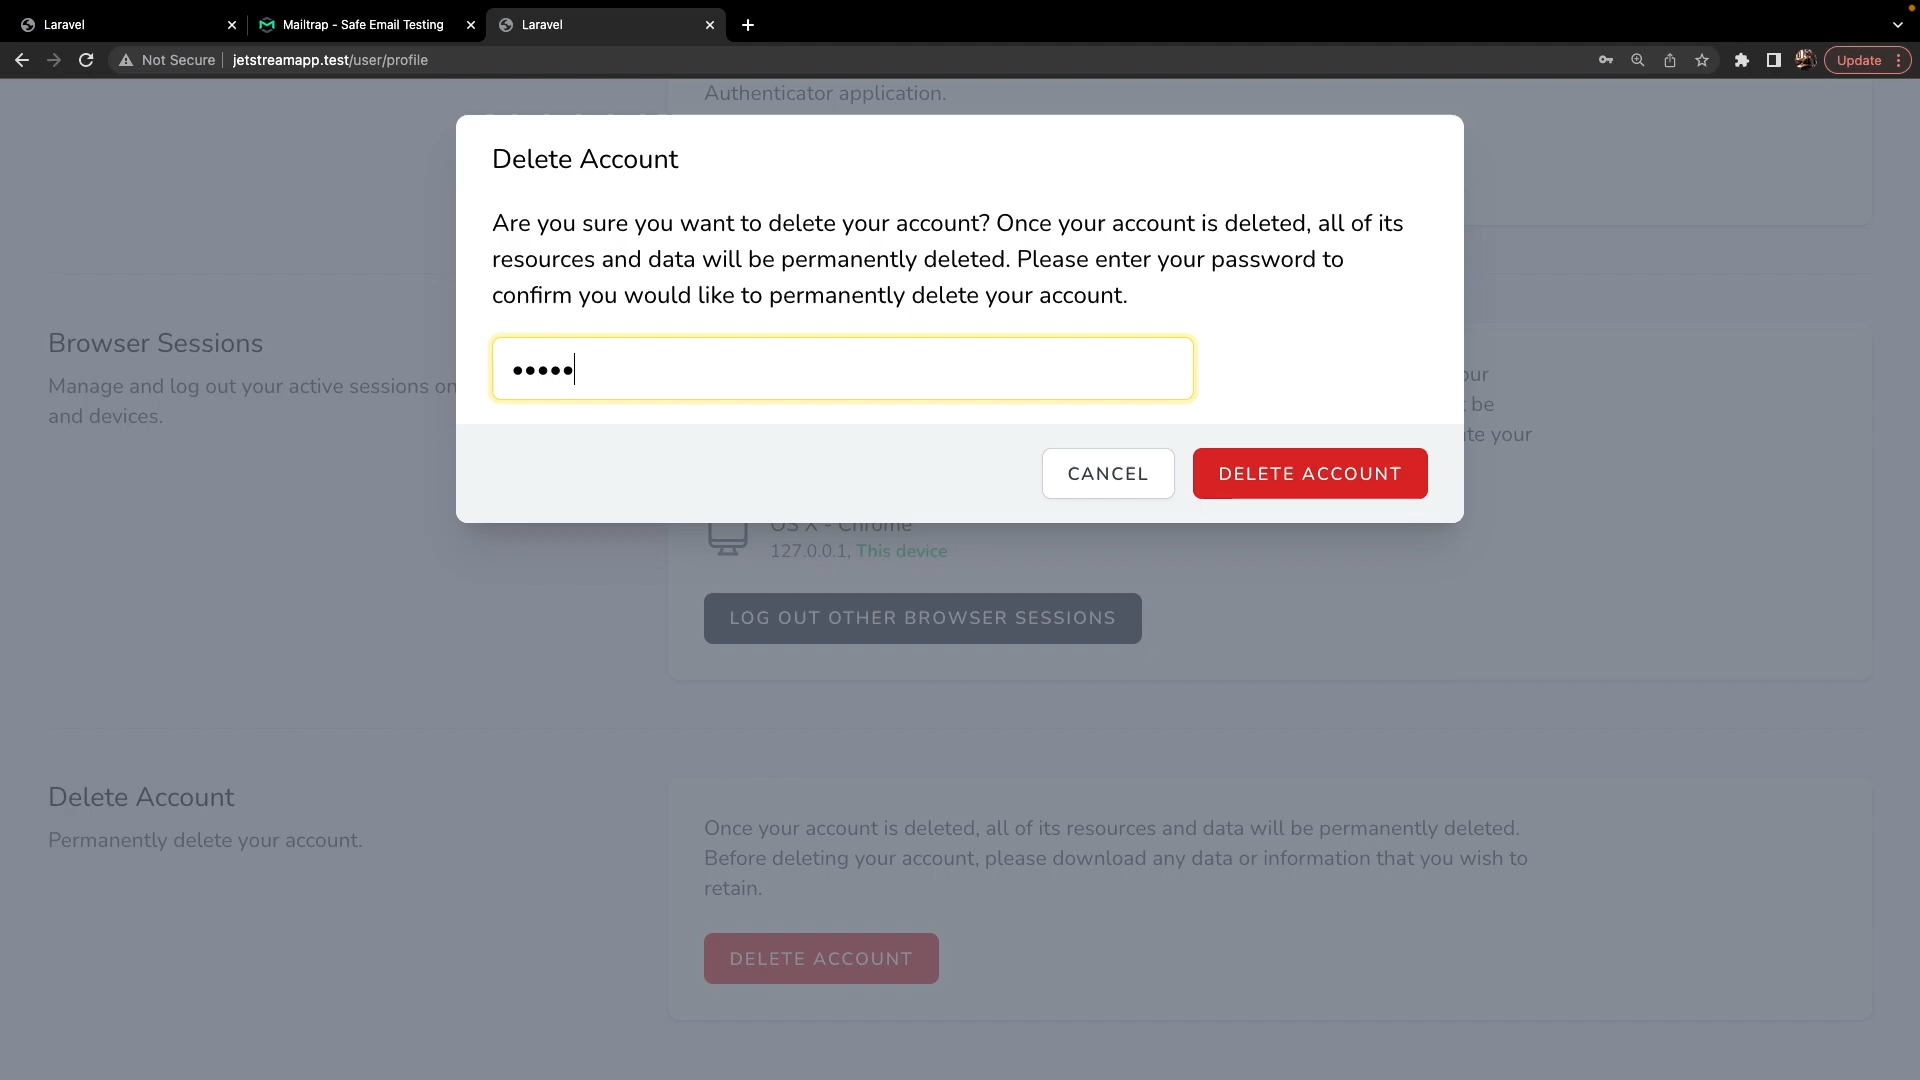 Laravel
Mailtrap - Safe Email Testing
Laravel
Not Secure
jetstreamapp.test/user/profile
Update
Authenticator application.
Delete Account
Are you sure you want to delete your account? Once your account is deleted, all of its
resources and data will be permanently deleted. Please enter your password to
confirm you would like to permanently delete your account.
•••••
CANCEL
DELETE ACCOUNT
Browser Sessions
Manage and log out your active sessions on
and devices.
be
your
OS X - Chrome
127.0.0.1, This device
LOG OUT OTHER BROWSER SESSIONS
Delete Account
Permanently delete your account.
Once your account is deleted, all of its resources and data will be permanently deleted.
Before deleting your account, please download any data or information that you wish to
retain.
DELETE ACCOUNT